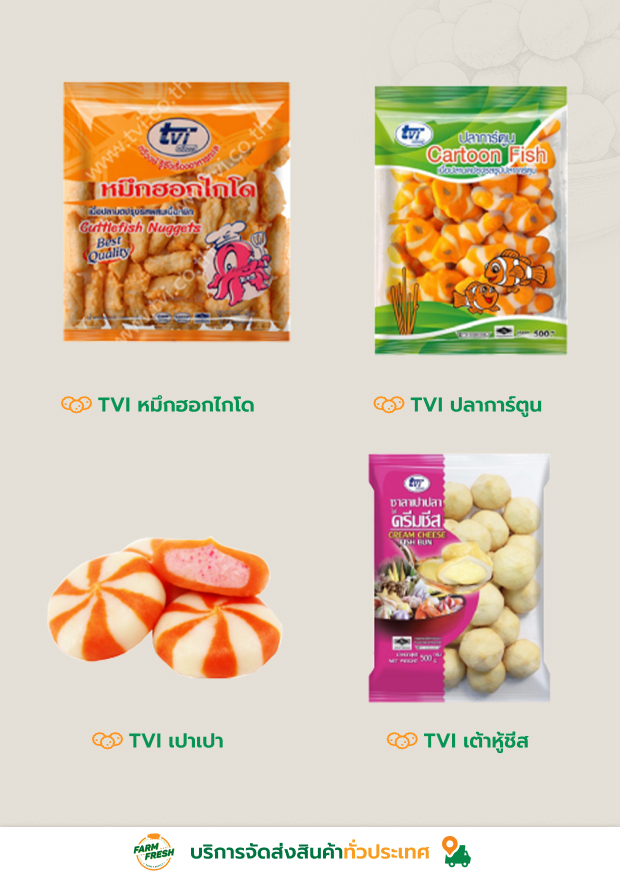 tvi
หมึกฮอกไกโด
Cuttlefish Nuggets
Best
Quality
www.tvi.co.th
TVI หมึกฮอกไกโด
tvi
ปลาการ์ตูน
Cartoon Fish
500
TVI ปลาการ์ตูน
TVI เปาเปา
tvi
ซาลาเปาปลา
ครีมชีส
CREAM CHEESE
FISH BUN
NET WEIGHT 500 G.
TVI เต้าหู้ชีส
FARM
FRESH
บริการจัดส่งสินค้าทั่วประเทศ